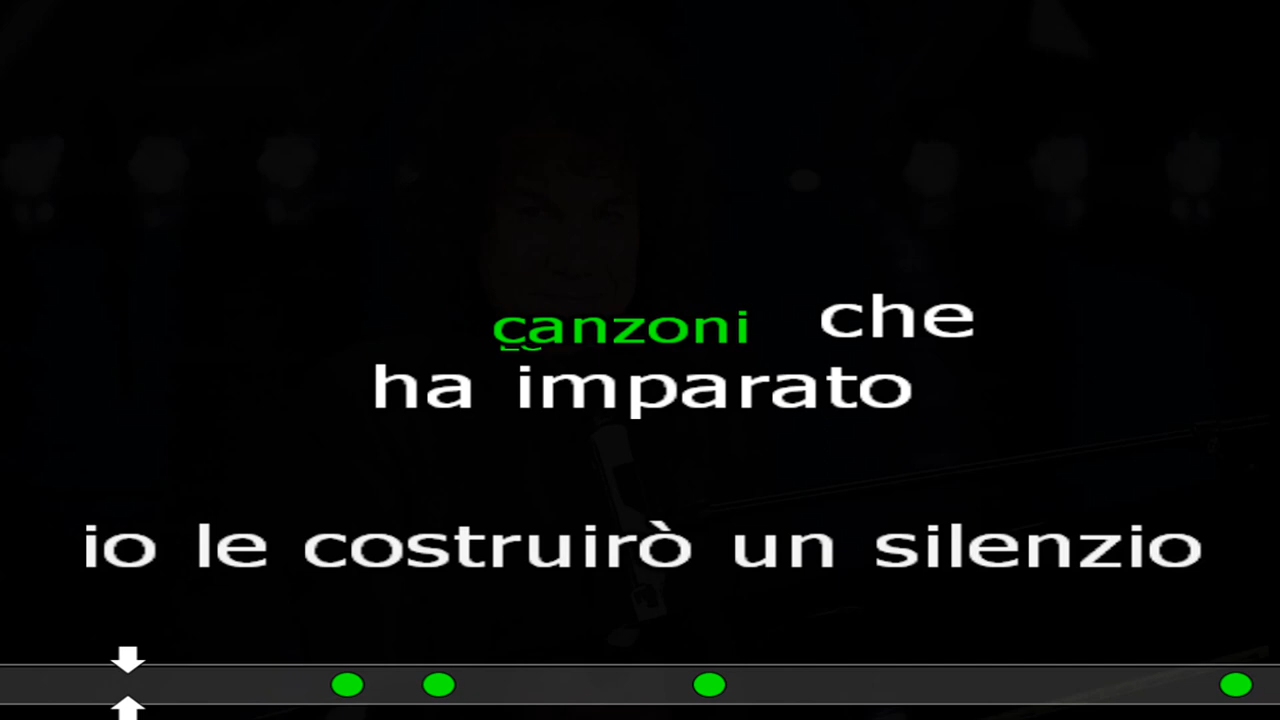 canzoni che
ha imparato
io le costruirò un silenzio